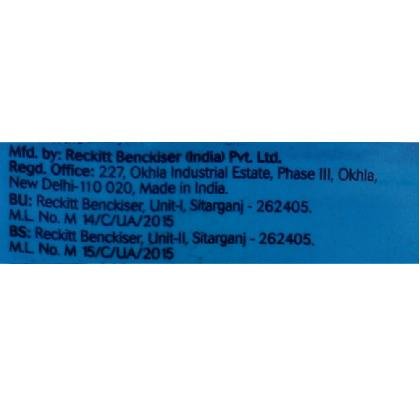 Mfd. by: Reckitt Benckiser (India) Pvt. Ltd.
Regd. Office: 227, Okhla Industrial Estate, Phase III, Okhla,
New Delhi-110 020, Made in India.
BU: Reckitt Benckiser, Unit-I, Sitarganj - 262405.
M.L. No. M 14/C/UA/2015
BS: Reckitt Benckiser, Unit-II, Sitarganj - 262405.
M.L. No. M 15/C/UA/2015